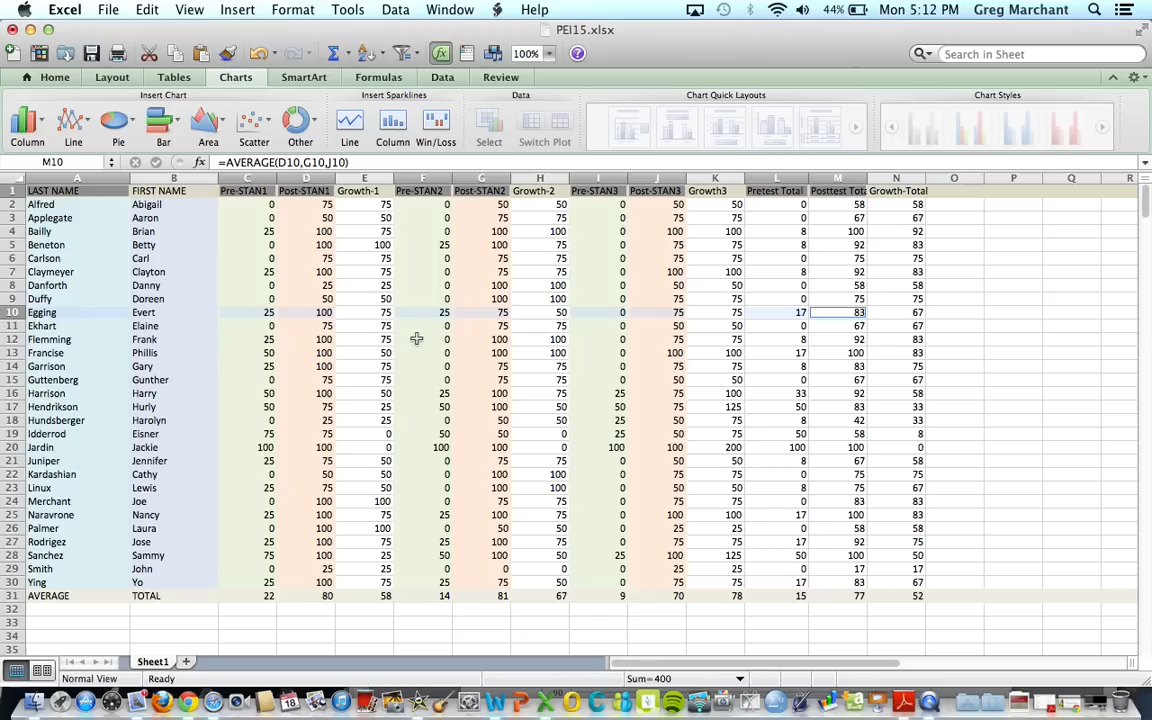 Excel File Edit View Insert Format Tools Data Window Help 44% Mon 5:12 PM Greg Marchant
PEI15.xlsx
100% Search in Sheet
Home Layout Tables Charts SmartArt Formulas Data Review
Insert Chart Insert Sparklines Data Chart Quick Layouts Chart Styles
Column Line Pie Bar Area Scatter Other Line Column Win/Loss Select Switch Plot
M10 fx =AVERAGE(D10,G10,J10)
A B C D E F G H I J K L M N O P Q R
1 LAST NAME FIRST NAME Pre-STAN1 Post-STAN1 Growth-1 Pre-STAN2 Post-STAN2 Growth-2 Pre-STAN3 Post-STAN3 Growth3 Pretest Total Posttest Tota Growth-Total
2 Alfred Abigail 0 75 75 0 50 50 0 50 50 0 58 58
3 Applegate Aaron 0 50 50 0 75 75 0 75 75 0 67 67
4 Bailly Brian 25 100 75 0 100 100 0 100 100 8 100 92
5 Beneton Betty 0 100 100 25 100 75 0 75 75 8 92 83
6 Carlson Carl 0 75 75 0 75 75 0 75 75 0 75 75
7 Claymeyer Clayton 25 100 75 0 75 75 0 100 100 8 92 83
8 Danforth Danny 0 25 25 0 100 100 0 50 50 0 58 58
9 Duffy Doreen 0 50 50 0 100 100 0 75 75 0 75 75
10 Egging Evert 25 100 75 25 75 50 0 75 75 17 83 67
11 Ekhart Elaine 0 75 75 0 75 75 0 50 50 0 67 67
12 Flemming Frank 25 100 75 0 100 100 0 75 75 8 92 83
13 Francise Phillis 50 100 50 0 100 100 0 100 100 17 100 83
14 Garrison Gary 25 100 75 0 75 75 0 75 75 8 83 75
15 Guttenberg Gunther 0 75 75 0 75 75 0 50 50 0 67 67
16 Harrison Harry 50 100 50 25 100 75 25 75 100 33 92 58
17 Hendrikson Hurly 50 75 25 50 100 50 50 75 125 50 83 33
18 Hundsberger Harolyn 25 25 0 0 50 50 0 50 75 8 42 33
19 Idderrod Eisner 75 75 0 50 50 0 25 50 75 50 58 8
20 Jardin Jackie 100 100 0 100 100 0 100 100 200 100 100 0
21 Juniper Jennifer 25 75 50 0 75 75 0 50 50 8 67 58
22 Kardashian Cathy 0 50 50 0 100 100 0 75 75 0 75 75
23 Linux Lewis 25 75 50 0 100 100 0 50 50 8 75 67
24 Merchant Joe 0 100 100 0 75 75 0 75 75 0 83 83
25 Naravrone Nancy 25 100 75 25 100 75 0 100 100 17 100 83
26 Palmer Laura 0 100 100 0 50 50 0 25 25 0 58 58
27 Rodrigez Jose 25 100 75 25 100 75 0 75 75 17 92 75
28 Sanchez Sammy 75 100 25 50 100 50 25 100 125 50 100 50
29 Smith John 0 25 25 0 0 0 0 25 25 0 17 17
30 Ying Yo 25 100 75 25 75 50 0 75 75 17 83 67
31 AVERAGE TOTAL 22 80 58 14 81 67 9 70 78 15 77 52
32
33
34
35
Sheet1
Normal View Ready Sum=400